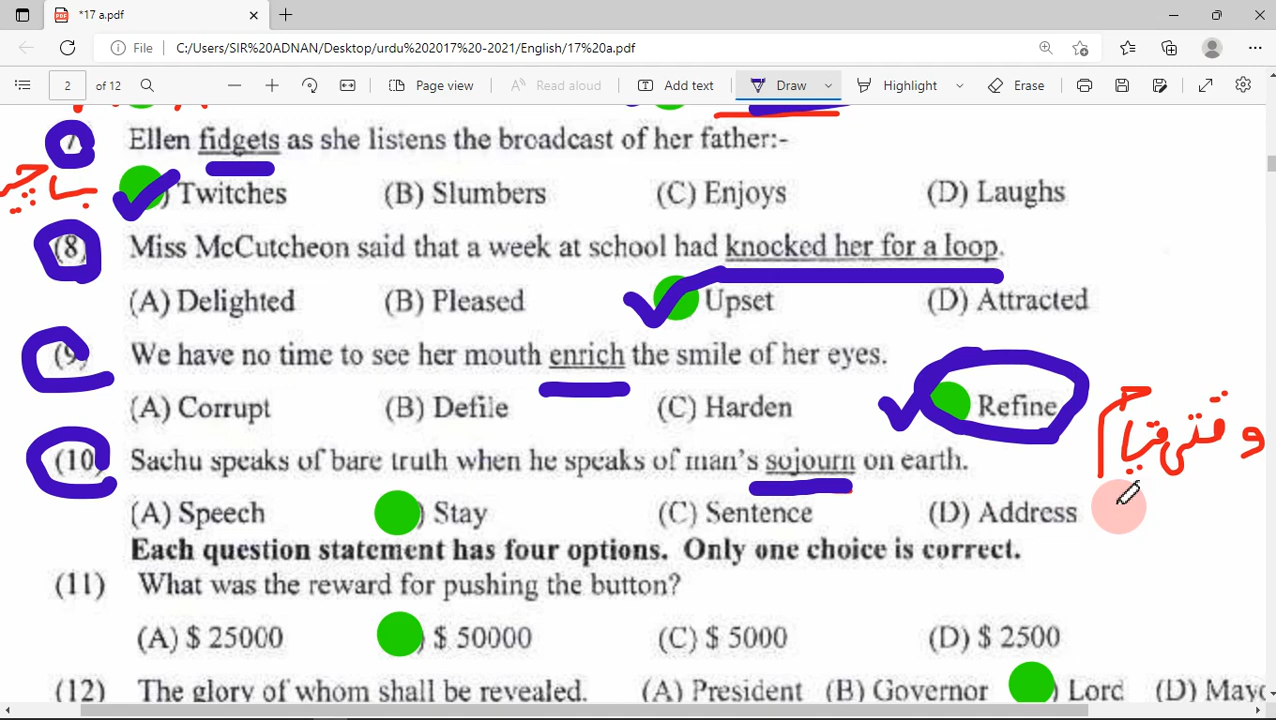 *17 a.pdf
File C:/Users/SIR%20ADNAN/Desktop/urdu%202017%20-2021/English/17%20a.pdf
2 of 12 Page view Read aloud Add text Draw Highlight Erase
(7) Ellen fidgets as she listens the broadcast of her father:-
) Twitches (B) Slumbers (C) Enjoys (D) Laughs
(8) Miss McCutcheon said that a week at school had knocked her for a loop.
(A) Delighted (B) Pleased Upset (D) Attracted
(9) We have no time to see her mouth enrich the smile of her eyes.
(A) Corrupt (B) Defile (C) Harden Refine
وقتی قیام
(10) Sachu speaks of bare truth when he speaks of man's sojourn on earth.
(A) Speech ) Stay (C) Sentence (D) Address
Each question statement has four options. Only one choice is correct.
(11) What was the reward for pushing the button?
(A) $ 25000 ) $ 50000 (C) $ 5000 (D) $ 2500
(12) The glory of whom shall be revealed. (A) President (B) Governor ) Lord (D) Mayo